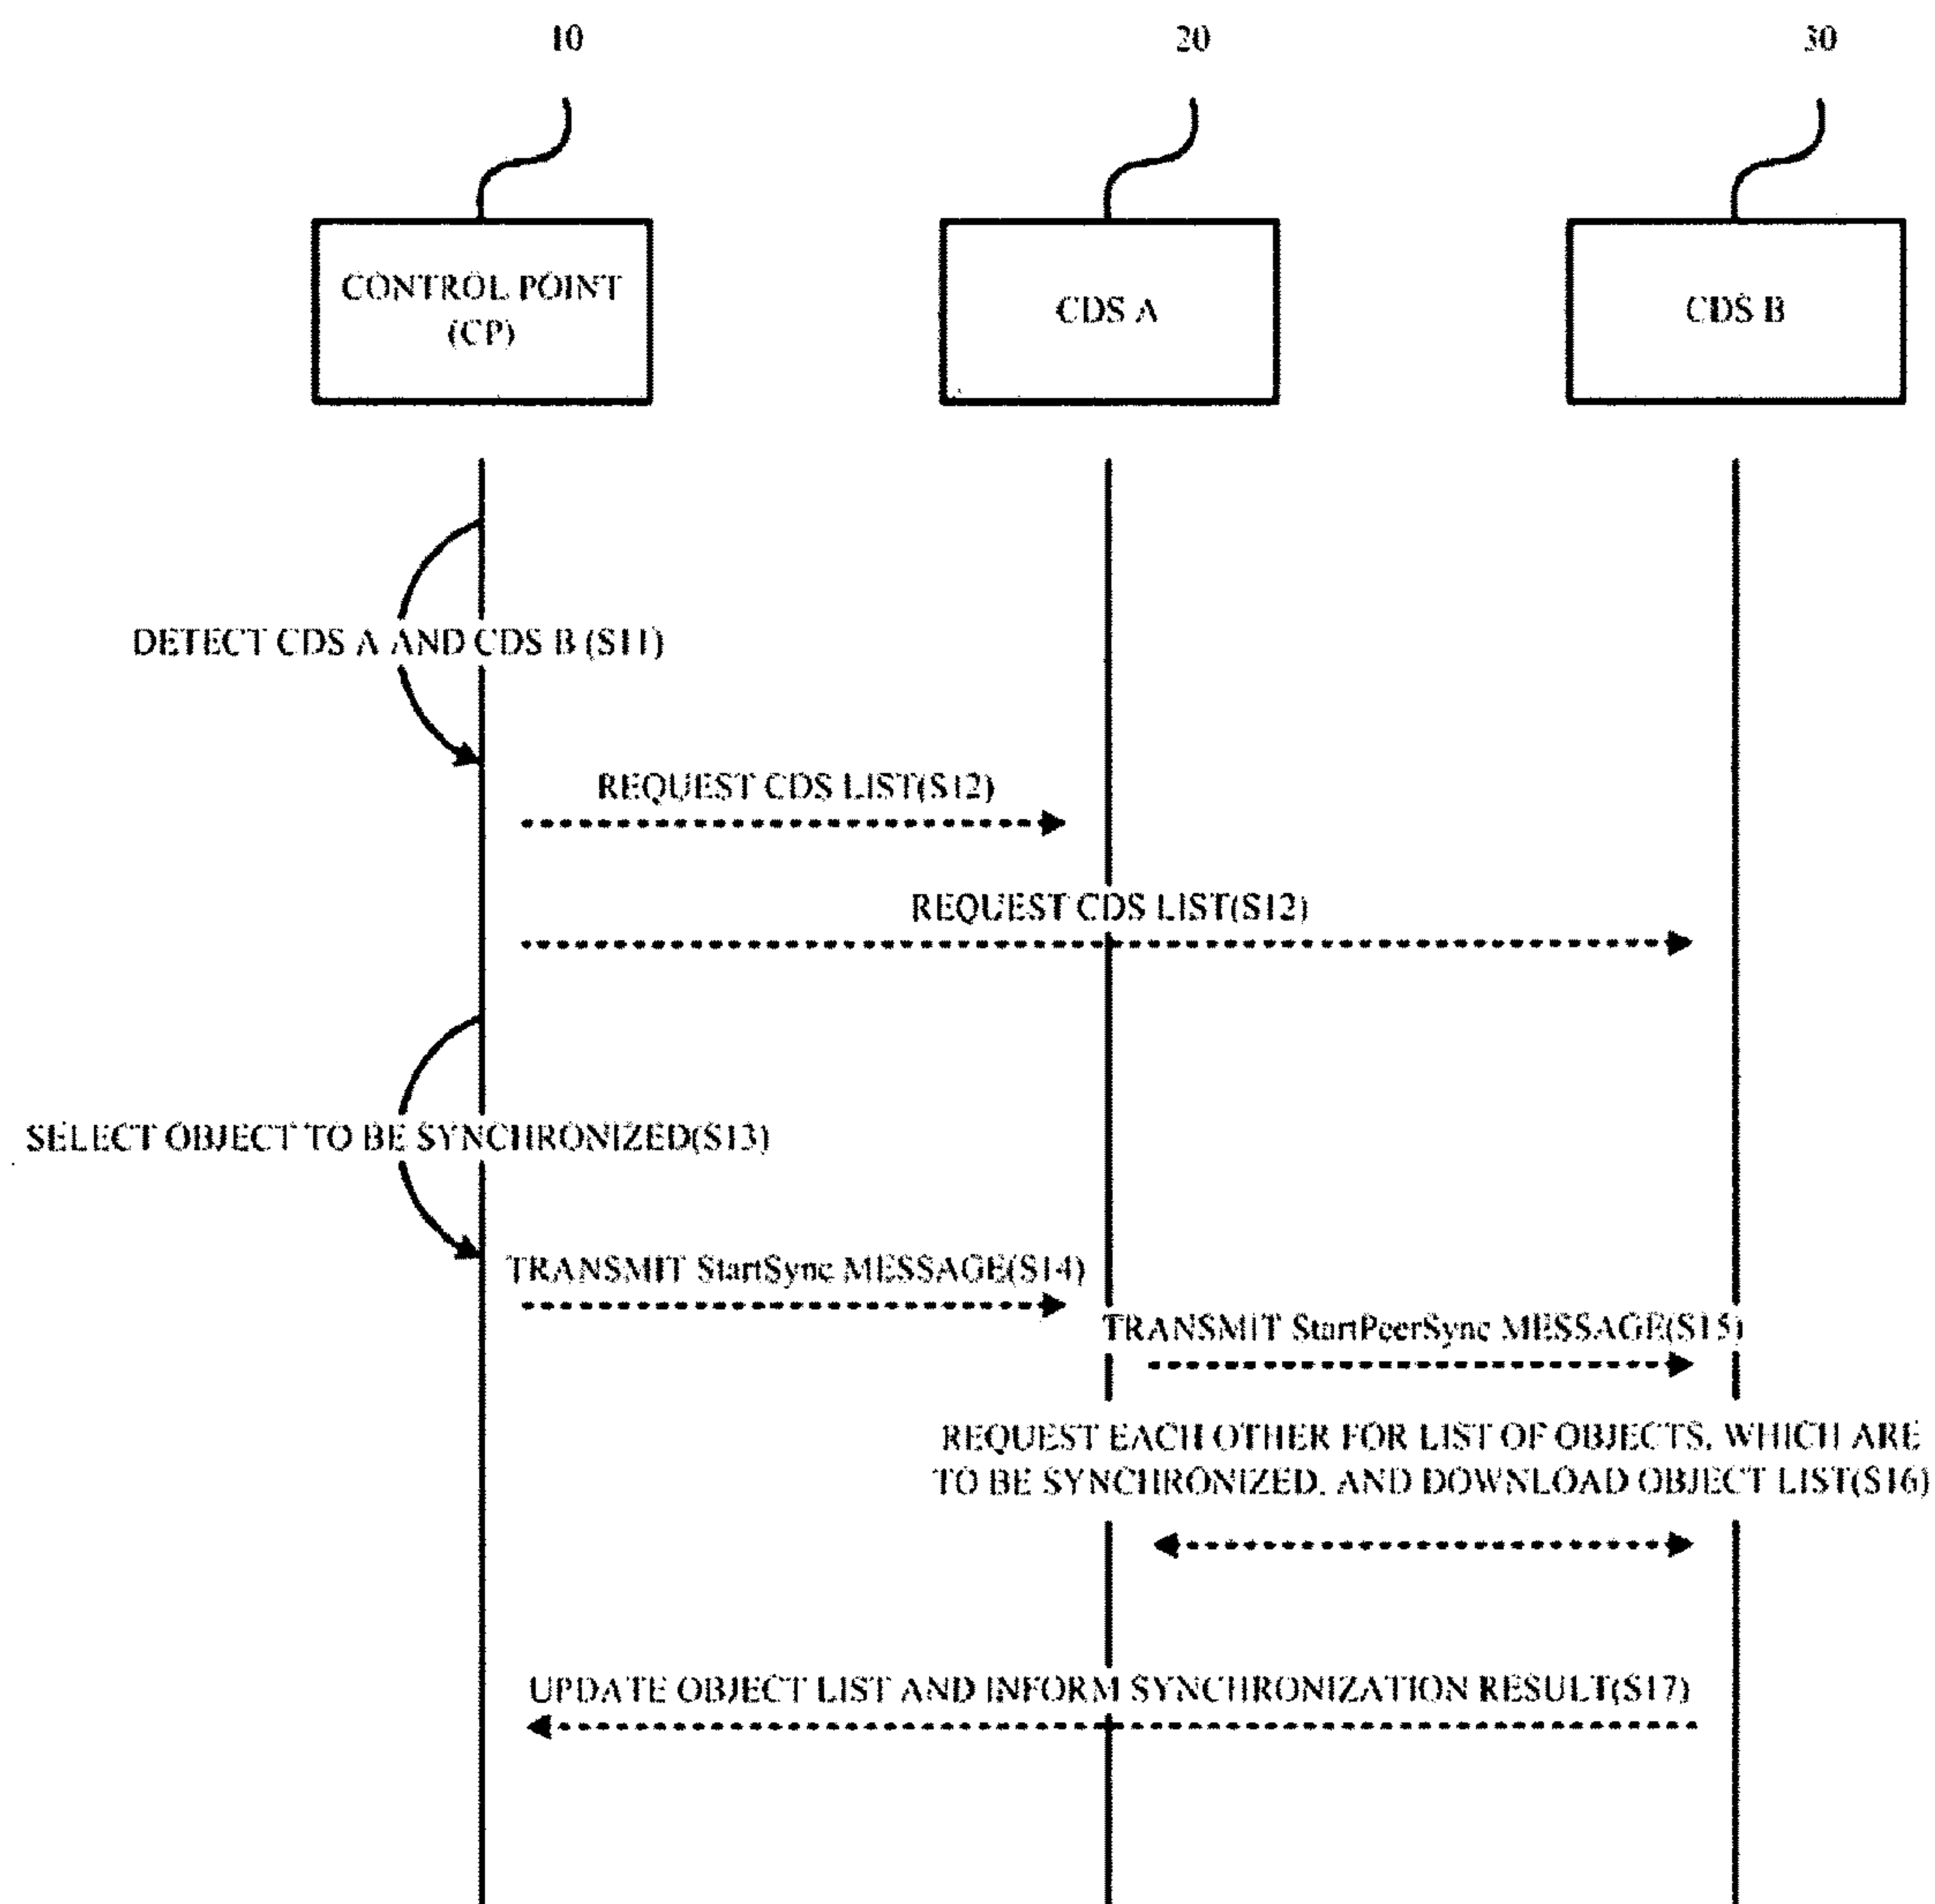 10
20
30
CONTROL POINT
(CP)
CDS A
CDS B
DETECT CDS A AND CDS B (S11)
REQUEST CDS LIST(S12)
REQUEST CDS LIST(S12)
SELECT OBJECT TO BE SYNCHRONIZED(S13)
TRANSMIT StartSync MESSAGE(S14)
TRANSMIT StartPeerSync MESSAGE(S15)
REQUEST EACH OTHER FOR LIST OF OBJECTS, WHICH ARE
TO BE SYNCHRONIZED, AND DOWNLOAD OBJECT LIST(S16)
UPDATE OBJECT LIST AND INFORM SYNCHRONIZATION RESULT(S17)